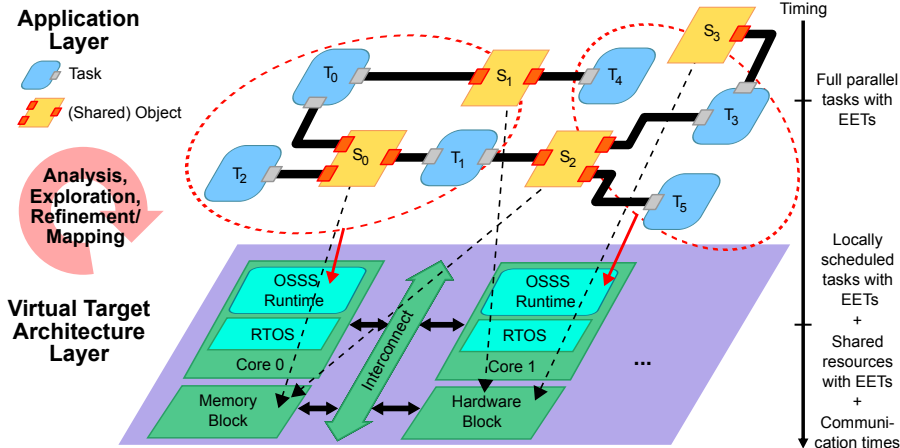 Application
Layer
Task
(Shared) Object
T0
S1
T4
S3
T3
T2
S0
T1
S2
T5
Timing
Full parallel
tasks with
EETs
Analysis,
Exploration,
Refinement/
Mapping
Virtual Target
Architecture
Layer
OSSS
Runtime
RTOS
Core 0
Memory
Block
Interconnect
OSSS
Runtime
RTOS
Core 1
Hardware
Block
...
Locally
scheduled
tasks with
EETs
+
Shared
resources
with EETs
+
Communi-
cation times